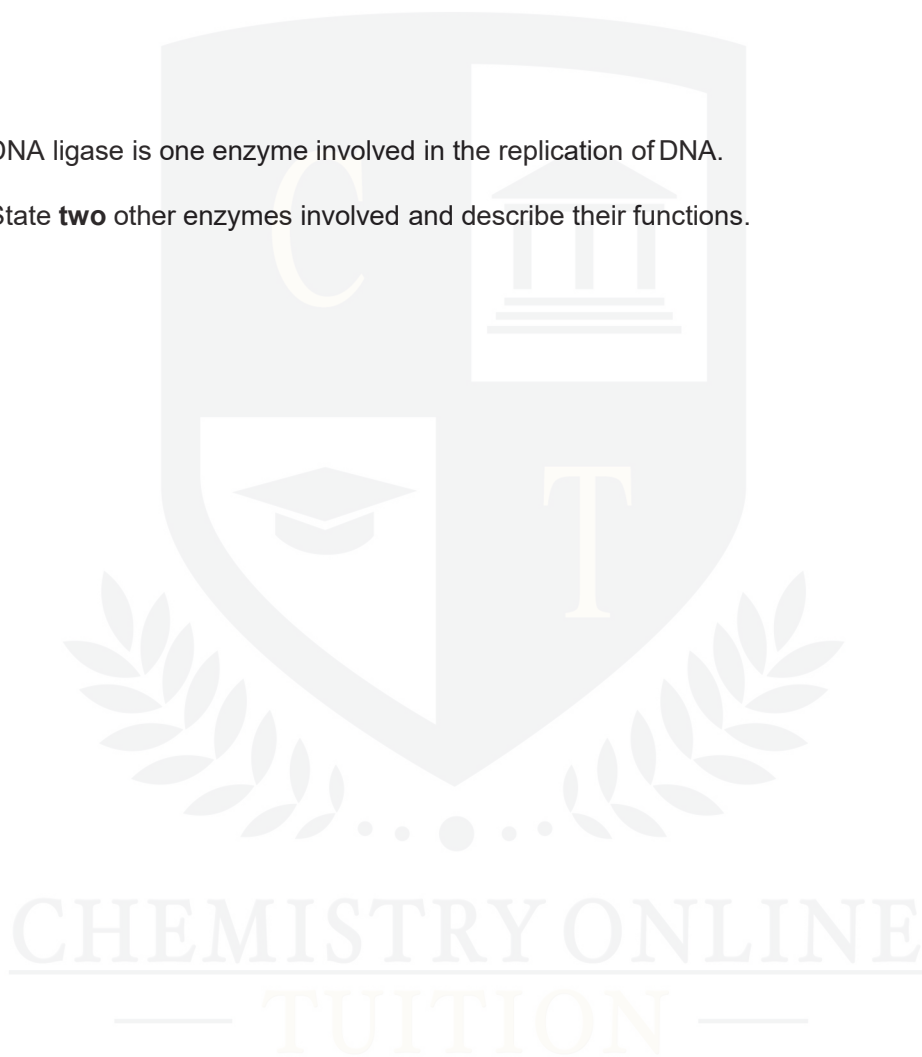 DNA ligase is one enzyme involved in the replication of DNA.
State two other enzymes involved and describe their functions.
C
T
CHEMISTRY ONLINE
TUITION